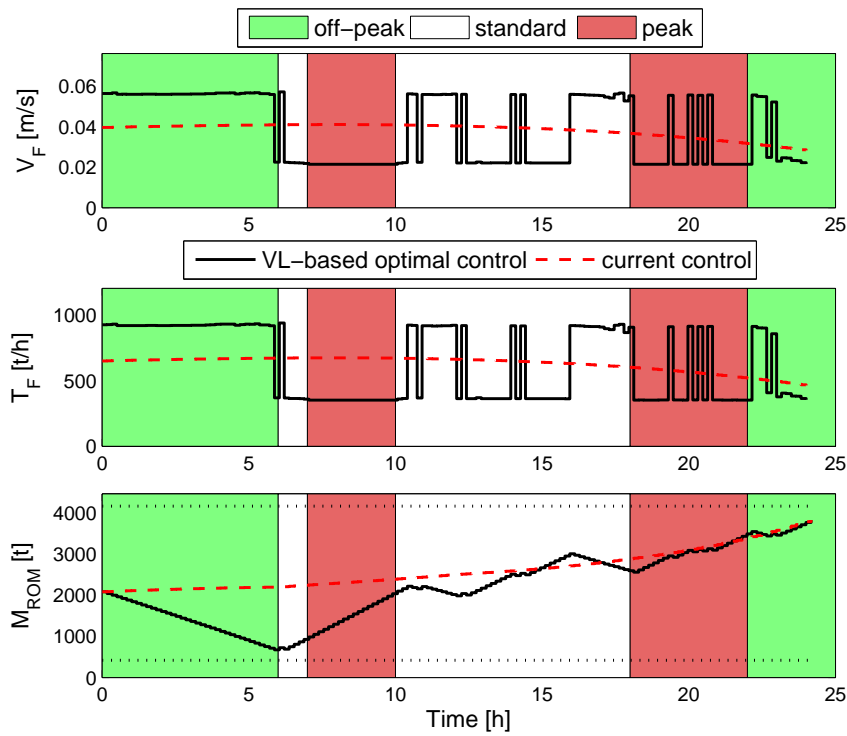 off−peak standard peak
0.06
0.04
0.02
0
V_F [m/s]
0 5 10 15 20 25
VL−based optimal control current control
1000
500
0
T_F [t/h]
0 5 10 15 20 25
4000
3000
2000
1000
0
M_ROM [t]
0 5 10 15 20 25
Time [h]